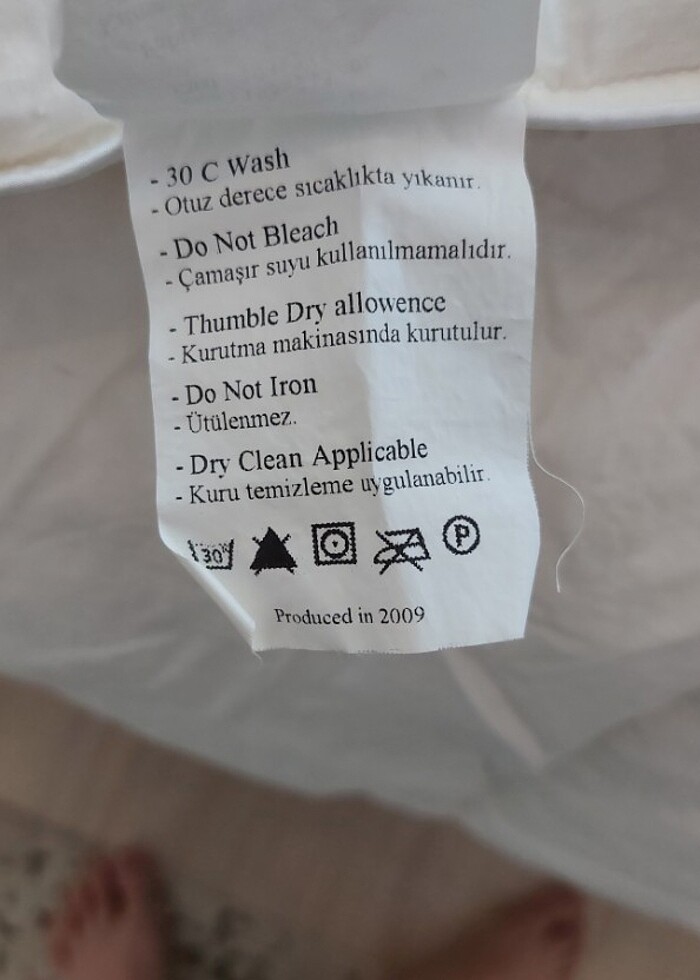 - 30 C Wash
- Otuz derece sıcaklıkta yıkanır.
- Do Not Bleach
- Çamaşır suyu kullanılmamalıdır.
- Thumble Dry allowence
- Kurutma makinasında kurutulur.
- Do Not Iron
- Ütülenmez.
- Dry Clean Applicable
- Kuru temizleme uygulanabilir.
30° P
Produced in 2009